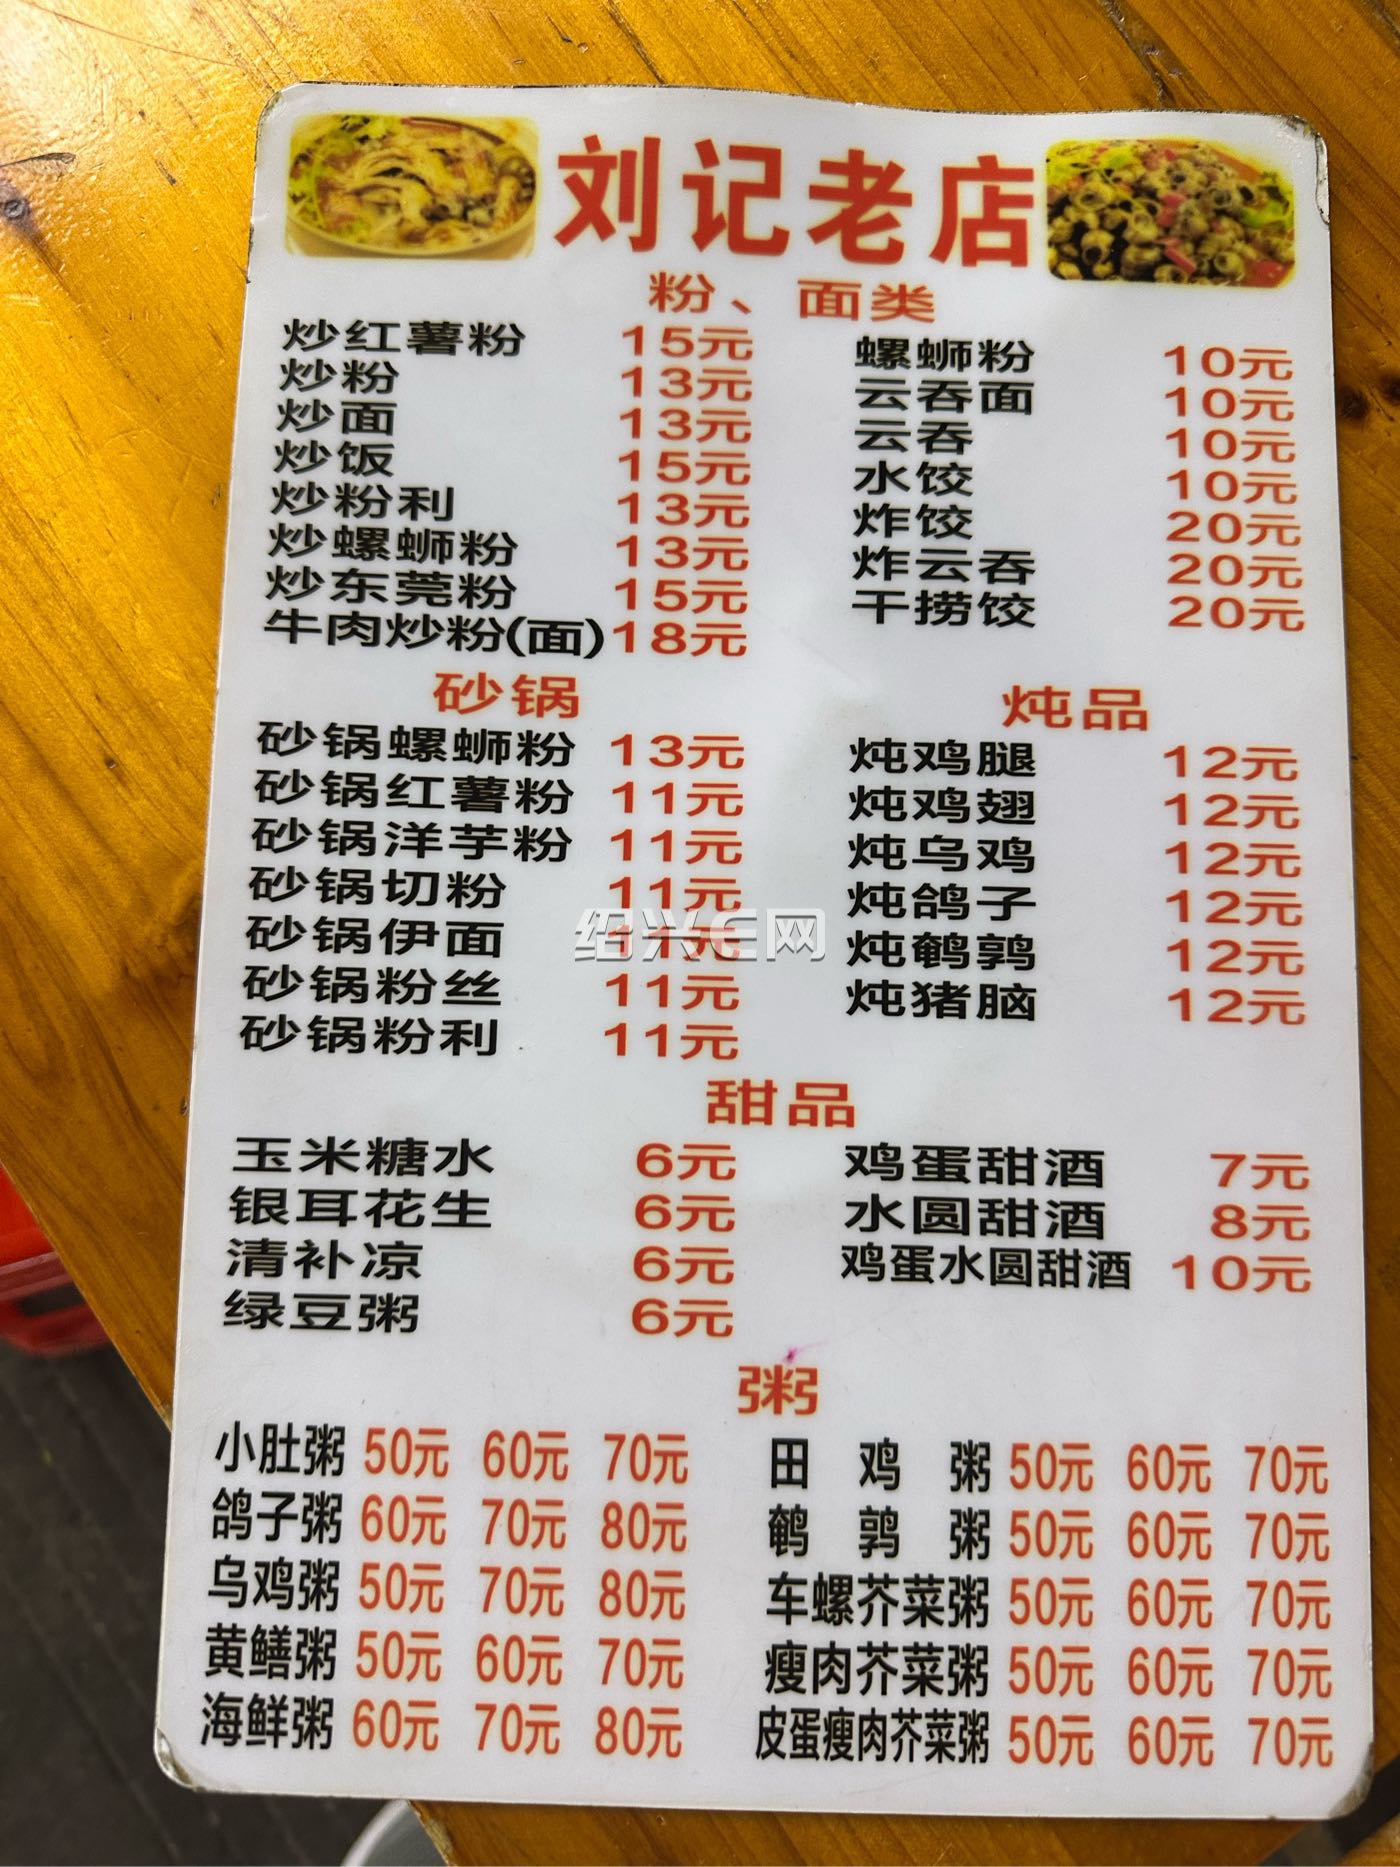 刘记老店
粉、面类
炒红薯粉 15元
炒粉 13元
炒面 13元
炒饭 15元
炒粉利 13元
炒螺蛳粉 13元
炒东莞粉 15元
牛肉炒粉(面) 18元
螺蛳粉 10元
云吞面 10元
云吞 10元
水饺 10元
炸饺 20元
炸云吞 20元
干捞饺 20元
砂锅
砂锅螺蛳粉 13元
砂锅红薯粉 11元
砂锅洋芋粉 11元
砂锅切粉 11元
砂锅伊面 11元
砂锅粉丝 11元
砂锅粉利 11元
炖品
炖鸡腿 12元
炖鸡翅 12元
炖乌鸡 12元
炖鸽子 12元
炖鹌鹑 12元
炖猪脑 12元
绍兴E网
甜品
玉米糖水 6元
银耳花生 6元
清补凉 6元
绿豆粥 6元
鸡蛋甜酒 7元
水圆甜酒 8元
鸡蛋水圆甜酒 10元
粥
小肚粥 50元 60元 70元
鸽子粥 60元 70元 80元
乌鸡粥 50元 70元 80元
黄鳝粥 50元 60元 70元
海鲜粥 60元 70元 80元
田鸡粥 50元 60元 70元
鹌鹑粥 50元 60元 70元
车螺芥菜粥 50元 60元 70元
瘦肉芥菜粥 50元 60元 70元
皮蛋瘦肉芥菜粥 50元 60元 70元